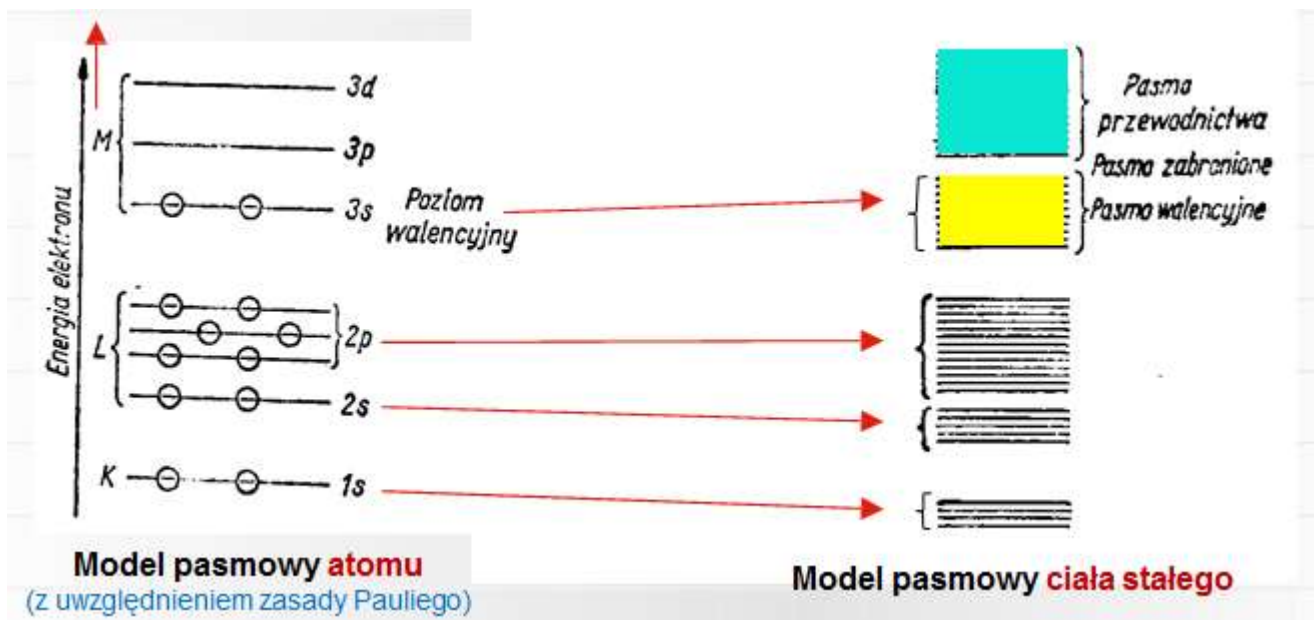 Energia elektronu
M
3d
3p
3s
Poziom
walencyjny
L
2p
2s
K
1s
Pasmo
przewodnictwa
Pasmo zabronione
Pasmo walencyjne
Model pasmowy atomu
(z uwzględnieniem zasady Pauliego)
Model pasmowy ciała stałego